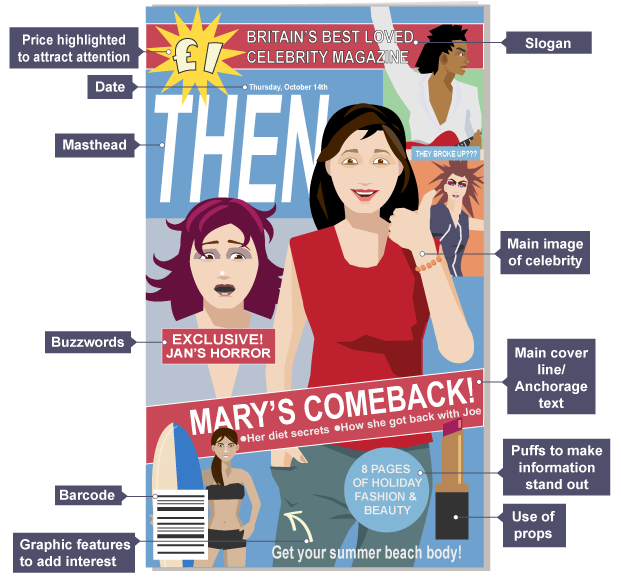 Price highlighted
to attract attention
£1
BRITAIN'S BEST LOVED
CELEBRITY MAGAZINE
Slogan
Date
Thursday, October 14th
Masthead
THEN
THEY BROKE UP???
Main image
of celebrity
Buzzwords
EXCLUSIVE!
JAN'S HORROR
Main cover
line/
Anchorage
text
MARY'S COMEBACK!
●Her diet secrets ●How she got back with Joe
8 PAGES
OF HOLIDAY
FASHION &
BEAUTY
Puffs to make
information
stand out
Barcode
Use of
props
Graphic features
to add interest
Get your summer beach body!